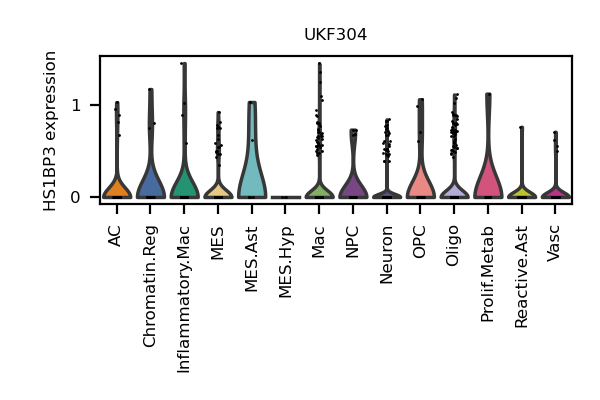 UKF304
HS1BP3 expression
1
0
AC
Chromatin.Reg
Inflammatory.Mac
MES
MES.Ast
MES.Hyp
Mac
NPC
Neuron
OPC
Oligo
Prolif.Metab
Reactive.Ast
Vasc